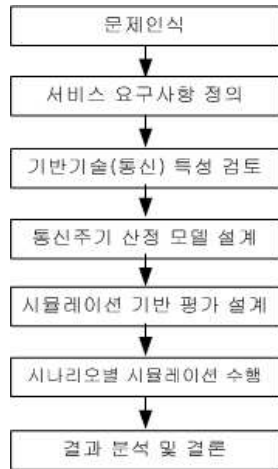 문제인식
서비스 요구사항 정의
기반기술(통신) 특성 검토
통신주기 산정 모델 설계
시뮬레이션 기반 평가 설계
시나리오별 시뮬레이션 수행
결과 분석 및 결론